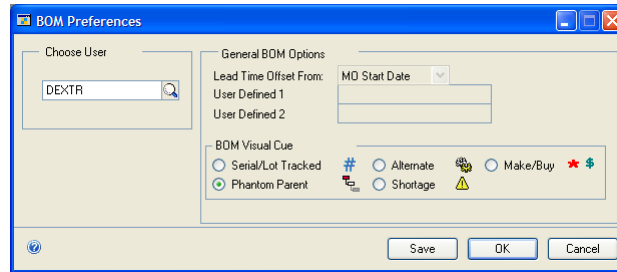 BOM Preferences
Choose User
DEXTR
General BOM Options
Lead Time Offset From: MO Start Date
User Defined 1
User Defined 2
BOM Visual Cue
Serial/Lot Tracked # Alternate Make/Buy * $
Phantom Parent Shortage
Save OK Cancel